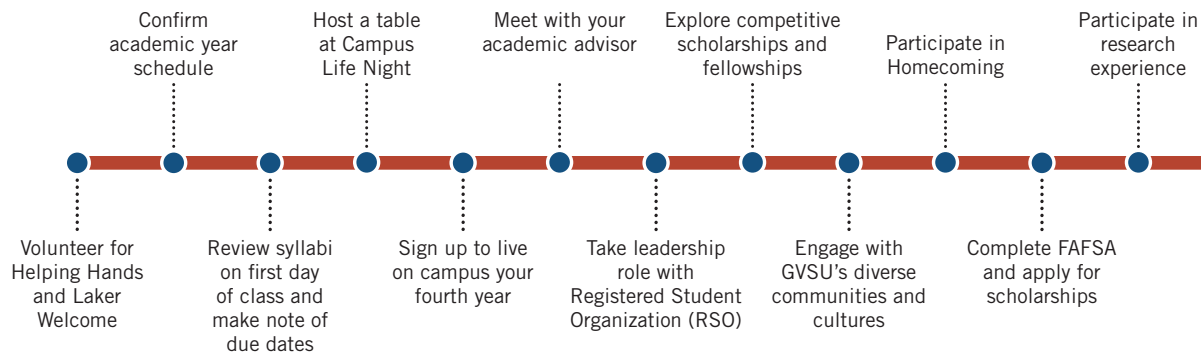 Confirm
academic year
schedule
Host a table
at Campus
Life Night
Meet with your
academic advisor
Explore competitive
scholarships and
fellowships
Participate in
Homecoming
Participate in
research
experience
Volunteer for
Helping Hands
and Laker
Welcome
Review syllabi
on first day
of class and
make note of
due dates
Sign up to live
on campus your
fourth year
Take leadership
role with
Registered Student
Organization (RSO)
Engage with
GVSU's diverse
communities and
cultures
Complete FAFSA
and apply for
scholarships